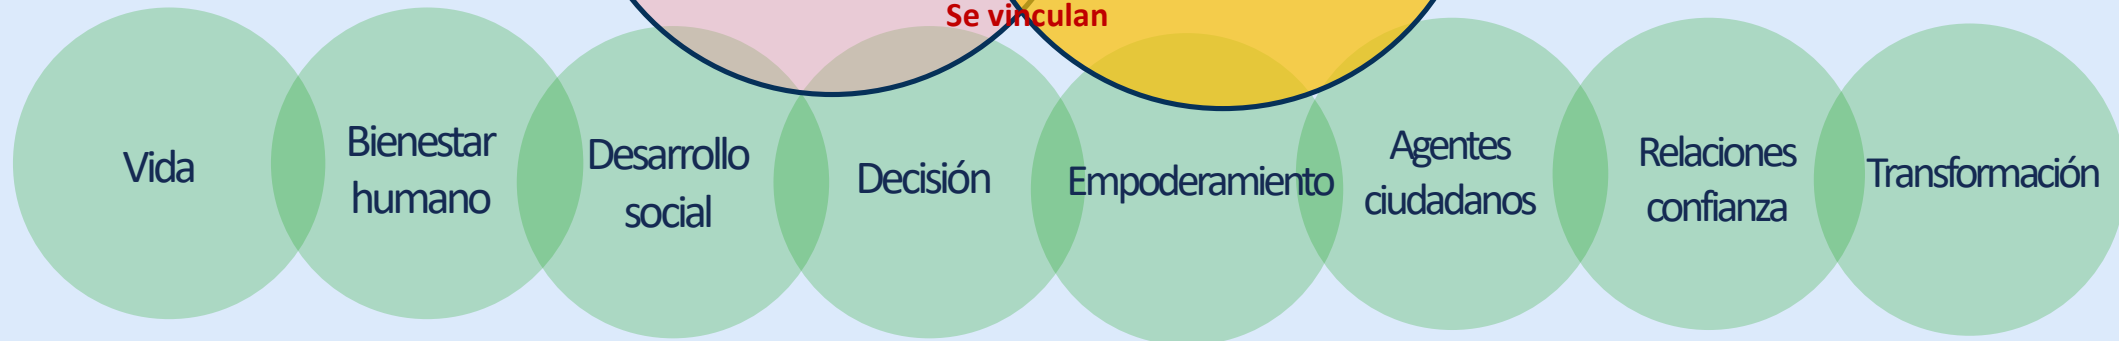 Se vinculan
Vida
Bienestar
humano
Desarrollo
social
Decisión
Empoderamiento
Agentes
ciudadanos
Relaciones
confianza
Transformación